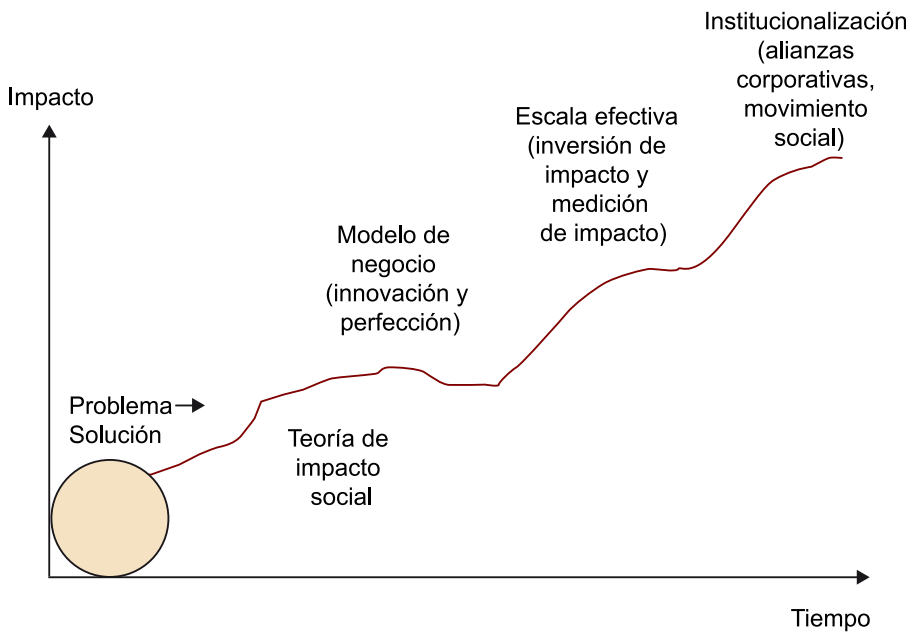 Impacto
Problema→
Solución
Teoría de
impacto
social
Modelo de
negocio
(innovación y
perfección)
Escala efectiva
(inversión de
impacto y
medición
de impacto)
Institucionalización
(alianzas
corporativas,
movimiento
social)
Tiempo